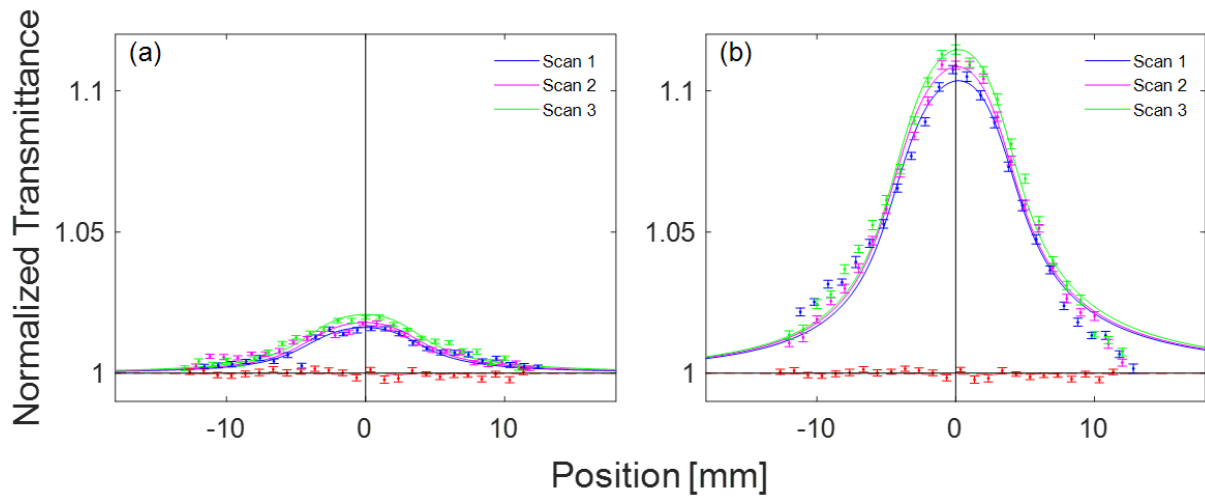 Normalized Transmittance
(a)
Scan 1
Scan 2
Scan 3
1.1
1.05
1
-10
0
10
(b)
Scan 1
Scan 2
Scan 3
1.1
1.05
1
-10
0
10
Position [mm]